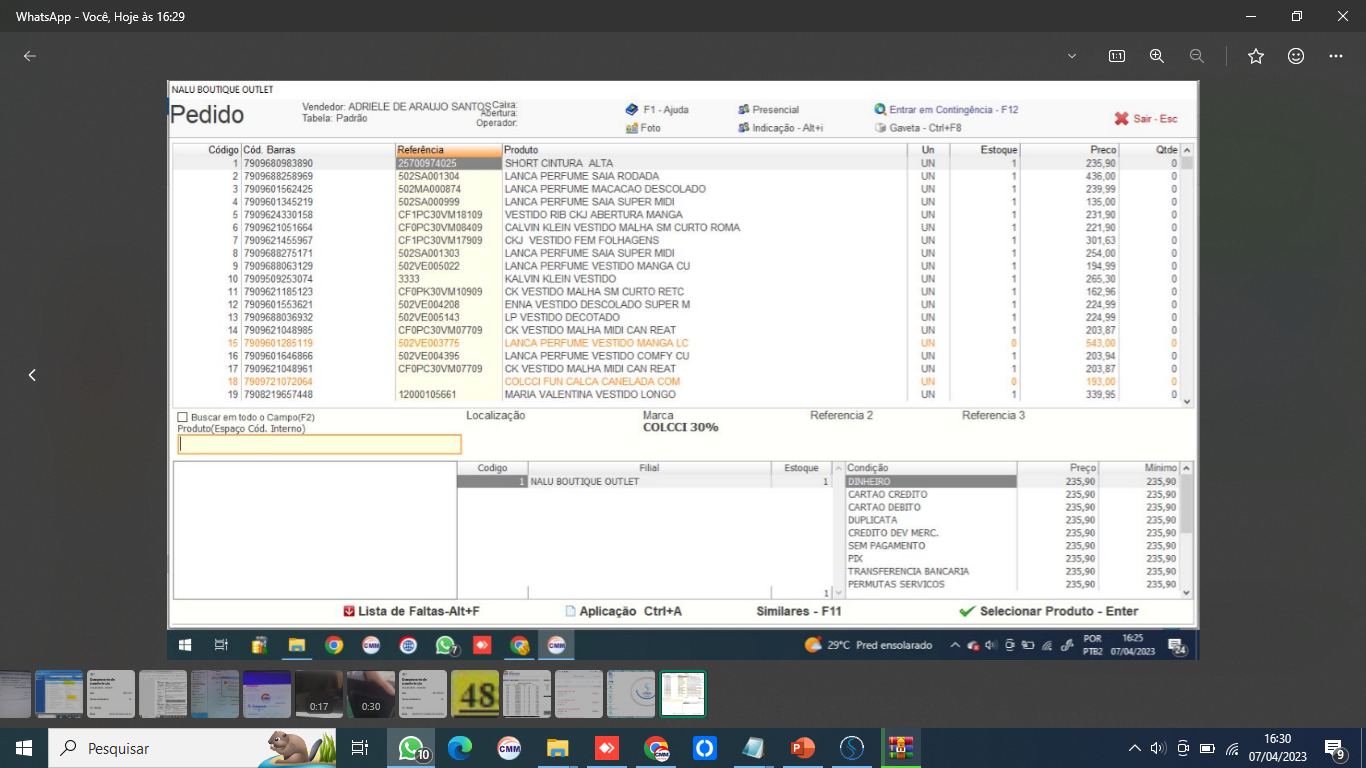 WhatsApp - Você, Hoje às 16:29
NALU BOUTIQUE OUTLET
Pedido
Vendedor: ADRIELE DE ARAUJO SANTOS
Tabela: Padrão
Caixa:
Abertura:
Operador:
F1 - Ajuda
Foto
Presencial
Indicação - Alt+i
Entrar em Contingência - F12
Gaveta - Ctrl+F8
Sair - Esc
Código Cód. Barras Referência Produto Un Estoque Preco Qtde
1 7909680983890 25700974025 SHORT CINTURA ALTA UN 1 235,90 0
2 7909688258969 502SA001304 LANCA PERFUME SAIA RODADA UN 1 436,00 0
3 7909601562425 502MA000874 LANCA PERFUME MACACAO DESCOLADO UN 1 239,99 0
4 7909601345219 502SA000999 LANCA PERFUME SAIA SUPER MIDI UN 1 135,00 0
5 7909624330158 CF1PC30VM18109 VESTIDO RIB CKJ ABERTURA MANGA UN 1 231,90 0
6 7909621051664 CF0PC30VM08409 CALVIN KLEIN VESTIDO MALHA SM CURTO ROMA UN 1 221,90 0
7 7909621455967 CF1PC30VM17909 CKJ VESTIDO FEM FOLHAGENS UN 1 301,63 0
8 7909688275171 502SA001303 LANCA PERFUME SAIA SUPER MIDI UN 1 254,00 0
9 7909688063129 502VE005022 LANCA PERFUME VESTIDO MANGA CU UN 1 194,99 0
10 7909509253074 3333 KALVIN KLEIN VESTIDO UN 1 265,30 0
11 7909621185123 CF0PK30VM10909 CK VESTIDO MALHA SM CURTO RETC UN 1 162,96 0
12 7909601553621 502VE004208 ENNA VESTIDO DESCOLADO SUPER M UN 1 224,99 0
13 7909688036932 502VE005143 LP VESTIDO DECOTADO UN 1 224,99 0
14 7909621048985 CF0PC30VM07709 CK VESTIDO MALHA MIDI CAN REAT UN 1 203,87 0
15 7909601285119 502VE003775 LANCA PERFUME VESTIDO MANGA LC UN 0 543,00 0
16 7909601646866 502VE004395 LANCA PERFUME VESTIDO COMFY CU UN 1 203,94 0
17 7909621048961 CF0PC30VM07709 CK VESTIDO MALHA MIDI CAN REAT UN 1 203,87 0
18 7909721072064 COLCCI FUN CALCA CANELADA COM UN 0 193,00 0
19 7908219657448 12000105661 MARIA VALENTINA VESTIDO LONGO UN 1 339,95 0
Buscar em todo o Campo(F2)
Produto(Espaço Cód. Interno)
Localização
Marca
COLCCI 30%
Referencia 2
Referencia 3
Codigo Filial Estoque
1 NALU BOUTIQUE OUTLET 1
1
Condição Preço Mínimo
DINHEIRO 235,90 235,90
CARTAO CREDITO 235,90 235,90
CARTAO DEBITO 235,90 235,90
DUPLICATA 235,90 235,90
CREDITO DEV MERC. 235,90 235,90
SEM PAGAMENTO 235,90 235,90
PIX 235,90 235,90
TRANSFERENCIA BANCARIA 235,90 235,90
PERMUTAS SERVICOS 235,90 235,90
Lista de Faltas-Alt+F
Aplicação Ctrl+A
Similares - F11
Selecionar Produto - Enter
CMM
7
CMM
29°C Pred ensolarado
POR
PTB2
16:25
07/04/2023
24
0:17
0:30
48
Pesquisar
10
CMM
CMM
16:30
07/04/2023
9